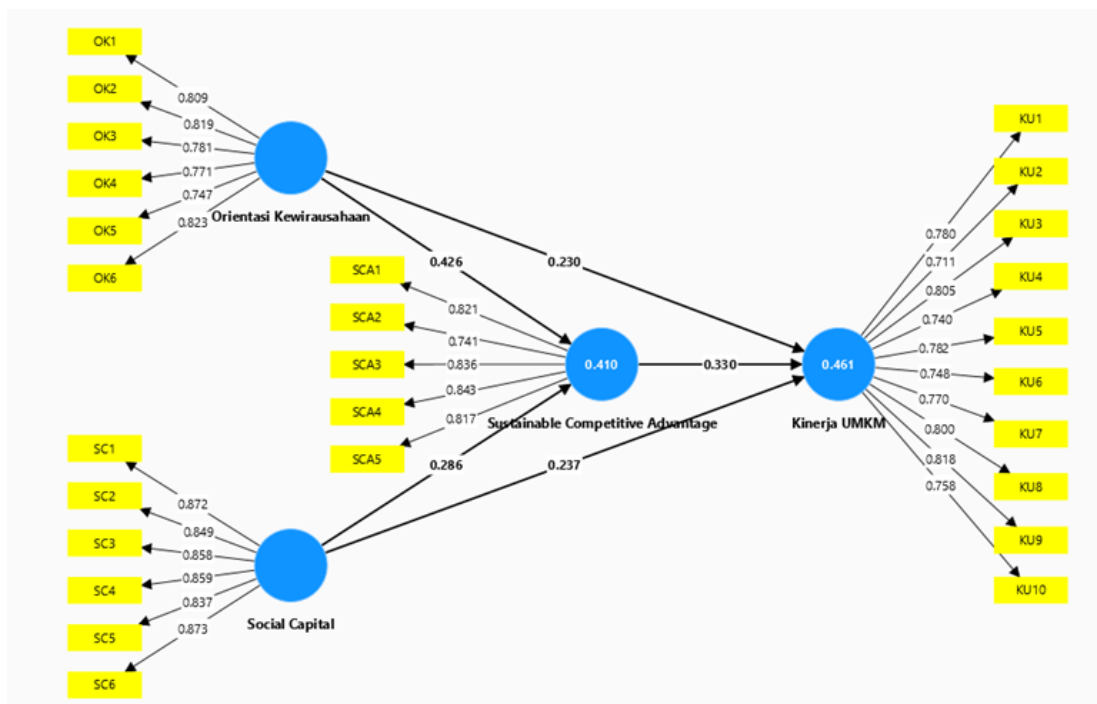 OK1
OK2
OK3
OK4
OK5
OK6
0.809
0.819
0.781
0.771
0.747
0.823
Orientasi Kewirausahaan
0.426
0.230
SCA1
SCA2
SCA3
SCA4
SCA5
0.821
0.741
0.836
0.843
0.817
0.410
Sustainable Competitive Advantage
0.330
0.461
Kinerja UMKM
0.286
0.237
SC1
SC2
SC3
SC4
SC5
SC6
0.872
0.849
0.858
0.859
0.837
0.873
Social Capital
0.780
0.711
0.805
0.740
0.782
0.748
0.770
0.800
0.818
0.758
KU1
KU2
KU3
KU4
KU5
KU6
KU7
KU8
KU9
KU10